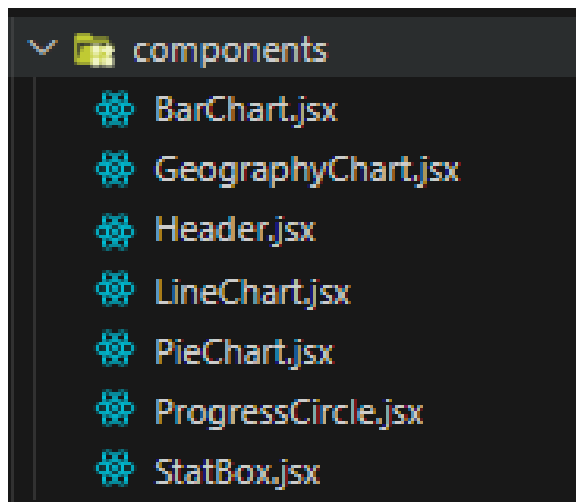 components
BarChart.jsx
GeographyChart.jsx
Header.jsx
LineChart.jsx
PieChart.jsx
ProgressCircle.jsx
StatBox.jsx